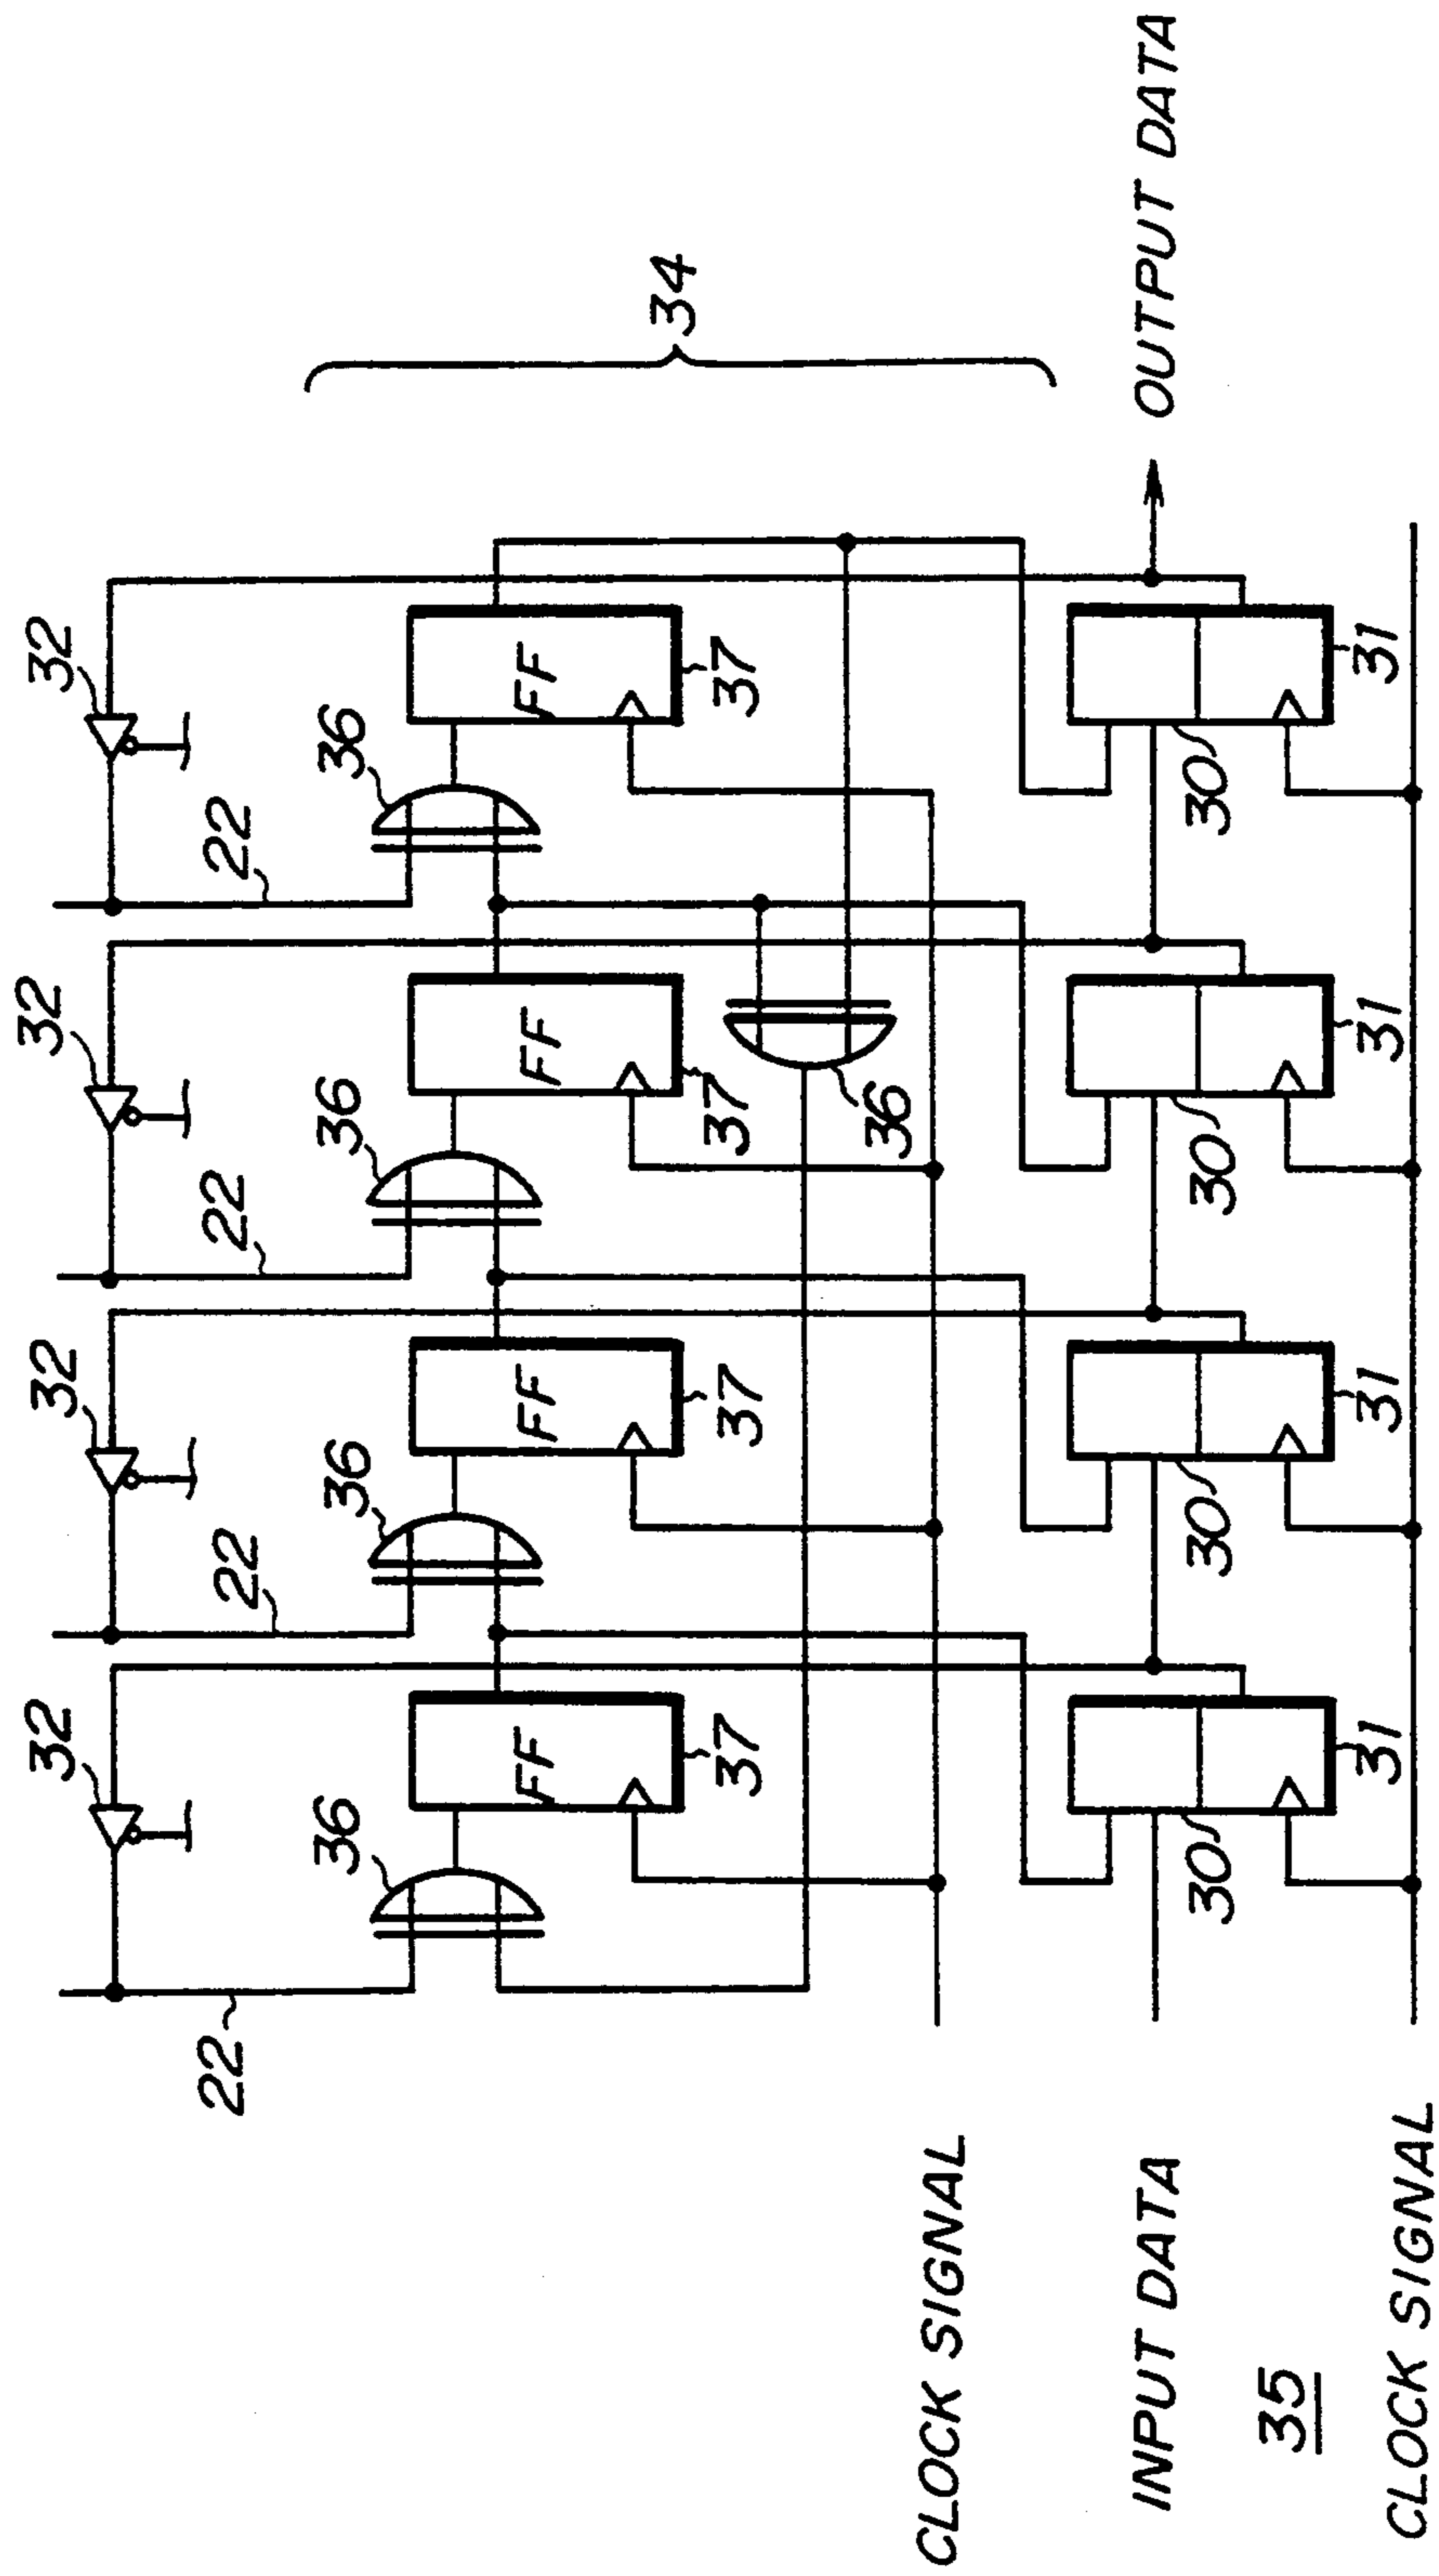 32 32 32 32
22 22 22 22
36 36 36 36
FF FF FF FF
34
37 37 37 37
36
CLOCK SIGNAL
INPUT DATA OUTPUT DATA
30 30 30 30
35
31 31 31 31
CLOCK SIGNAL